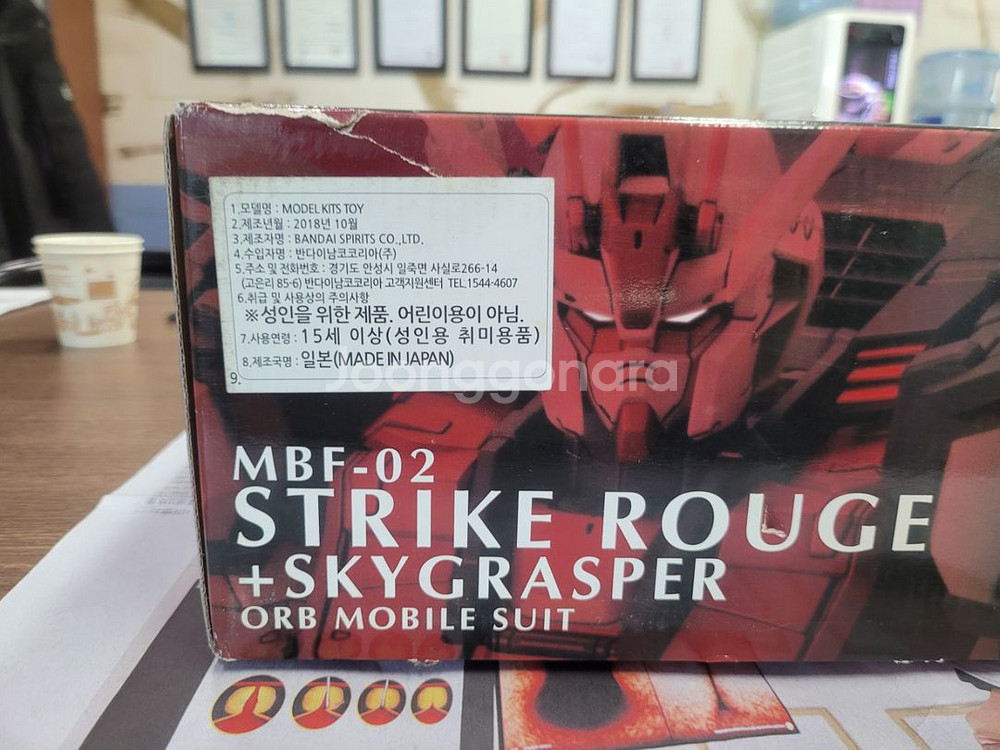 1.모델명 : MODEL KITS TOY
2.제조년월 : 2018년 10월
3.제조자명 : BANDAI SPIRITS CO.,LTD.
4.수입자명 : 반다이남코코리아(주)
5.주소 및 전화번호 : 경기도 안성시 일죽면 사실로266-14
(고은리 85-6) 반다이남코코리아 고객지원센터 TEL.1544-4607
6.취급 및 사용상의 주의사항
※성인을 위한 제품. 어린이용이 아님.
7.사용연령 : 15세 이상(성인용 취미용품)
8.제조국명 : 일본(MADE IN JAPAN)
9.
Joonggonara
MBF-02
STRIKE ROUGE
+SKYGRASPER
ORB MOBILE SUIT